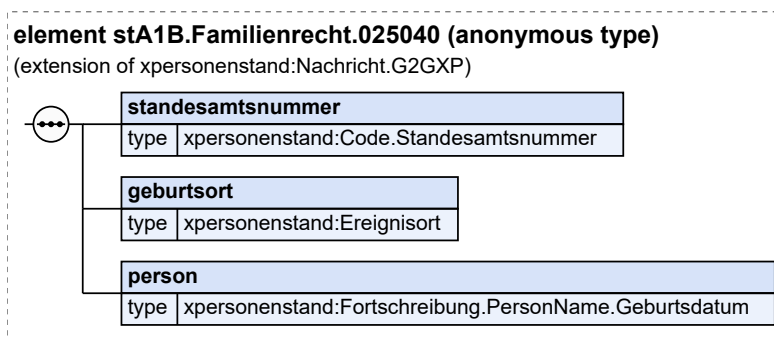 element stA1B.Familienrecht.025040 (anonymous type)
(extension of xpersonenstand:Nachricht.G2GXP)
standesamtsnummer
type xpersonenstand:Code.Standesamtsnummer
geburtsort
type xpersonenstand:Ereignisort
person
type xpersonenstand:Fortschreibung.PersonName.Geburtsdatum